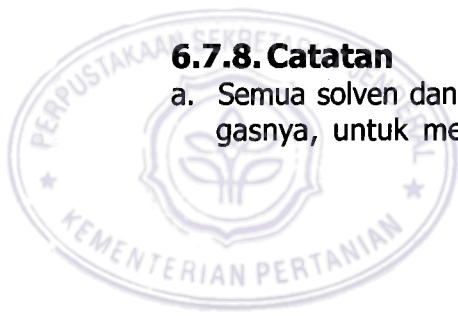 6.7.8. Catatan
a. Semua solven dan
gasnya, untuk me
PERPUSTAKAAN SEKRETARIAT JENDERAL
KEMENTERIAN PERTANIAN